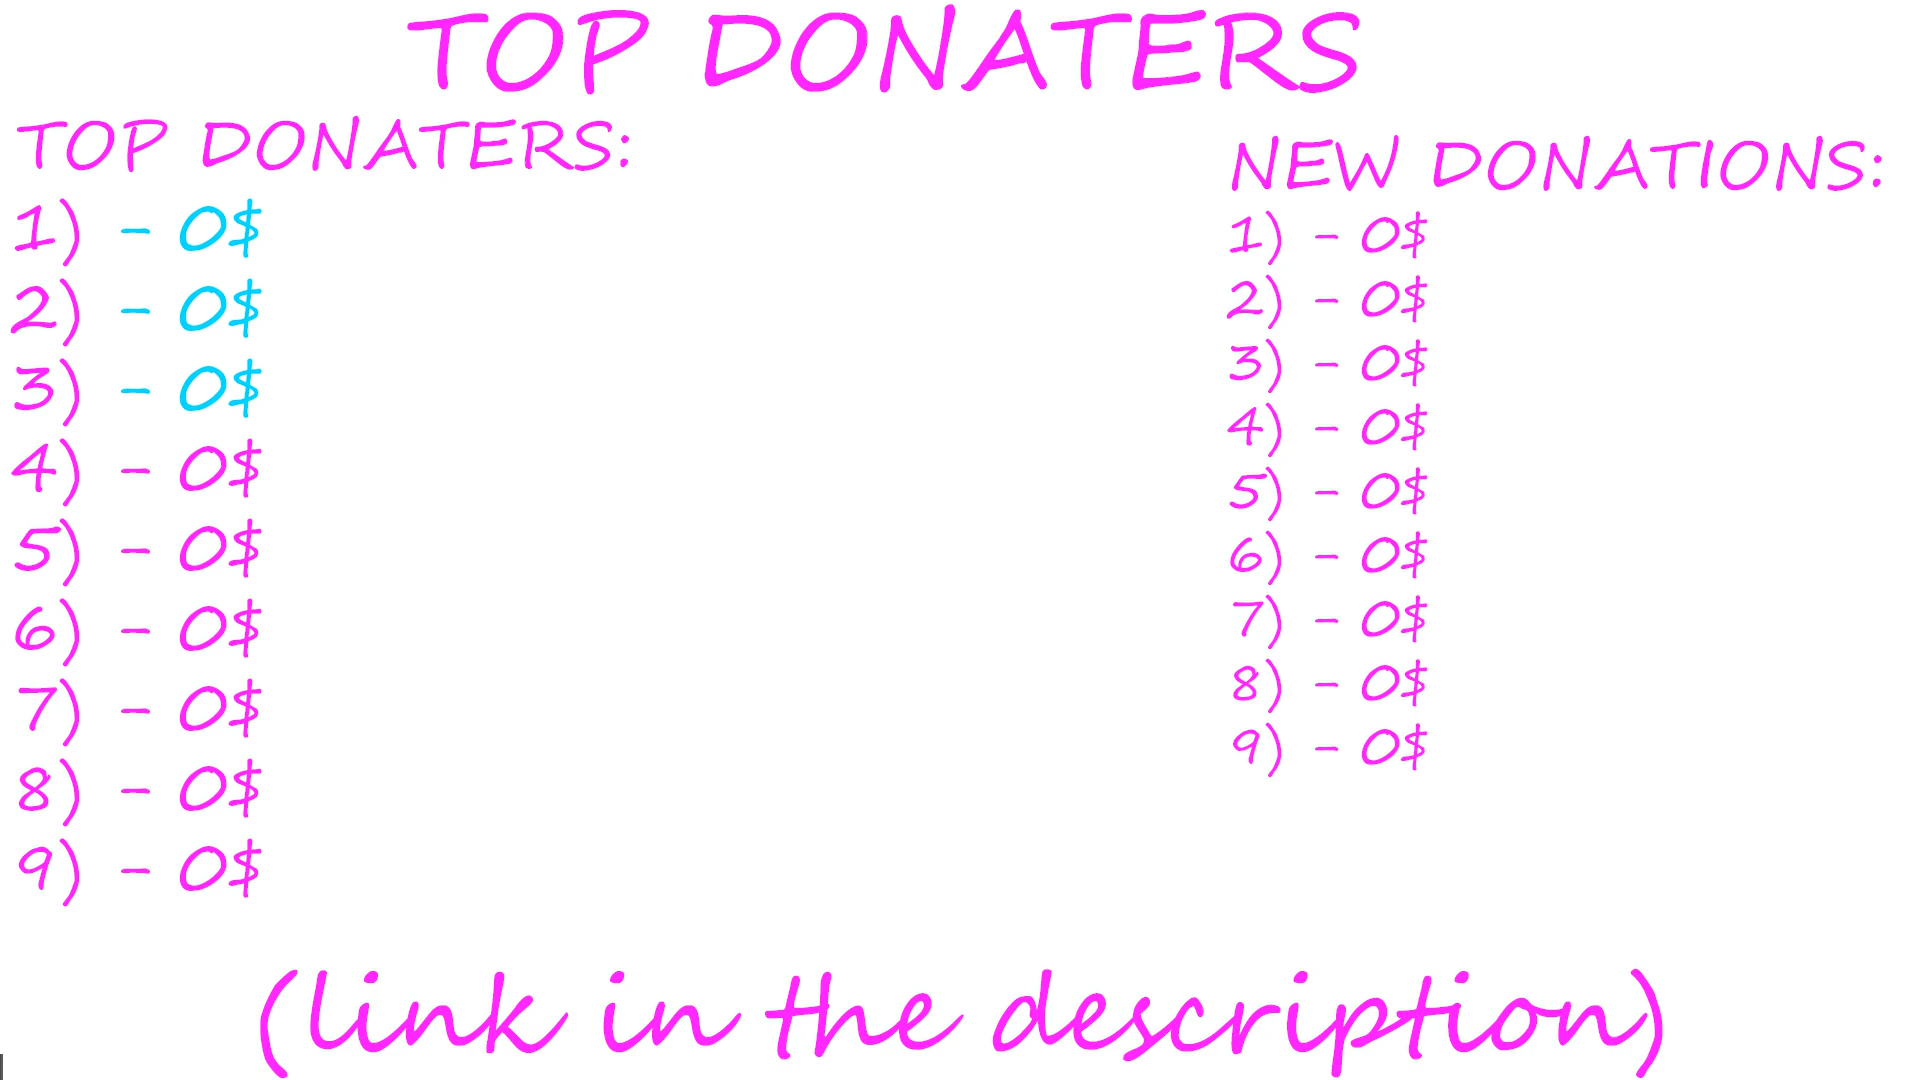 TOP DONATERS
TOP DONATERS:
1) - 0$
2) - 0$
3) - 0$
4) - 0$
5) - 0$
6) - 0$
7) - 0$
8) - 0$
9) - 0$
NEW DONATIONS:
1) - 0$
2) - 0$
3) - 0$
4) - 0$
5) - 0$
6) - 0$
7) - 0$
8) - 0$
9) - 0$
(link in the description)